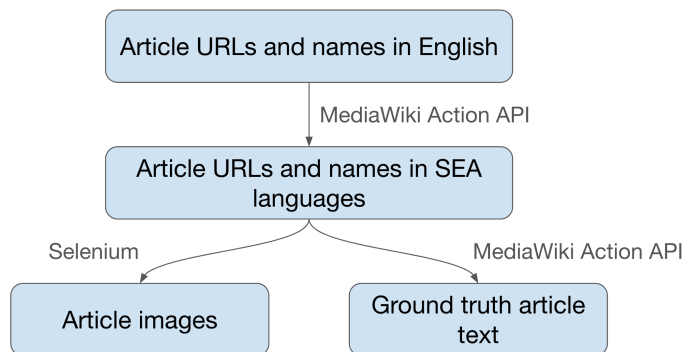 Article URLs and names in English
MediaWiki Action API
Article URLs and names in SEA
languages
Selenium
MediaWiki Action API
Article images
Ground truth article
text